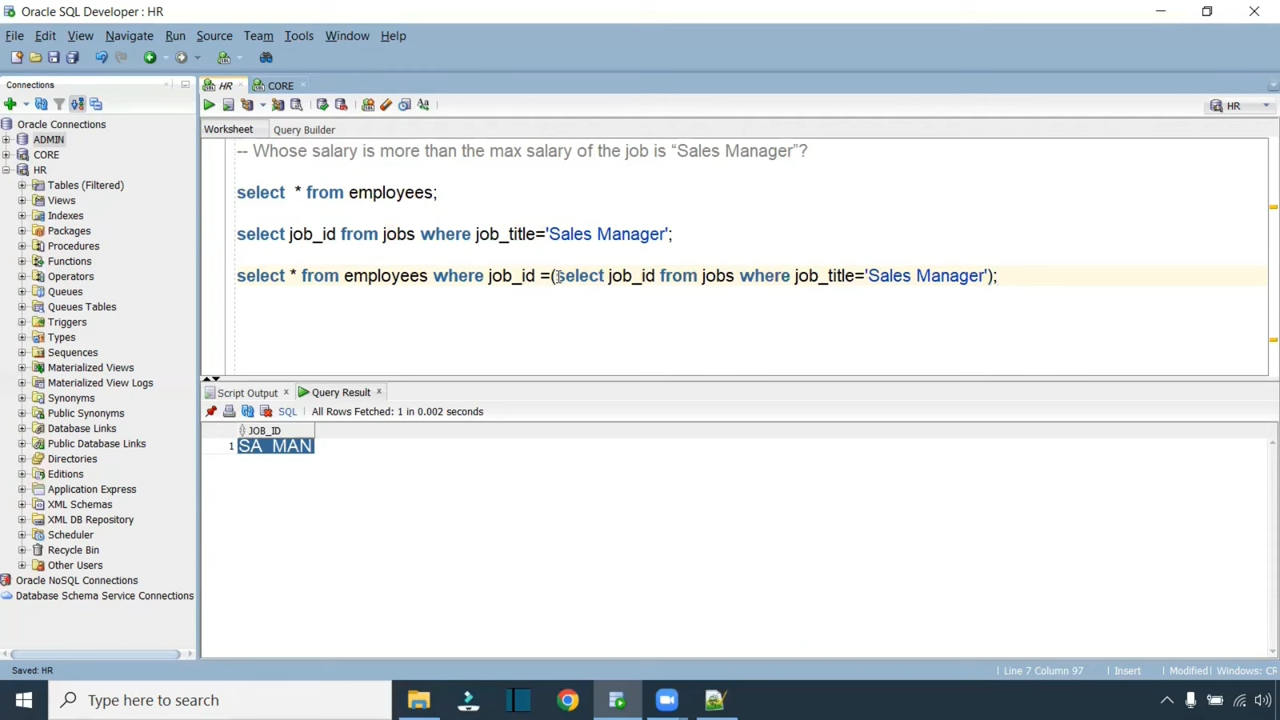 Oracle SQL Developer: HR
File Edit View Navigate Run Source Team Tools Window Help
Connections
HR CORE
HR
Oracle Connections
ADMIN
CORE
HR
Tables (Filtered)
Views
Indexes
Packages
Procedures
Functions
Operators
Queues
Queues Tables
Triggers
Types
Sequences
Materialized Views
Materialized View Logs
Synonyms
Public Synonyms
Database Links
Public Database Links
Directories
Editions
Application Express
XML Schemas
XML DB Repository
Scheduler
Recycle Bin
Other Users
Oracle NoSQL Connections
Database Schema Service Connections
Worksheet Query Builder
-- Whose salary is more than the max salary of the job is “Sales Manager”?
select * from employees;
select job_id from jobs where job_title='Sales Manager';
select * from employees where job_id =(select job_id from jobs where job_title='Sales Manager');
Script Output Query Result
SQL All Rows Fetched: 1 in 0.002 seconds
JOB_ID
1 SA_MAN
Saved: HR
Line 7 Column 97 Insert Modified Windows: CR
Type here to search